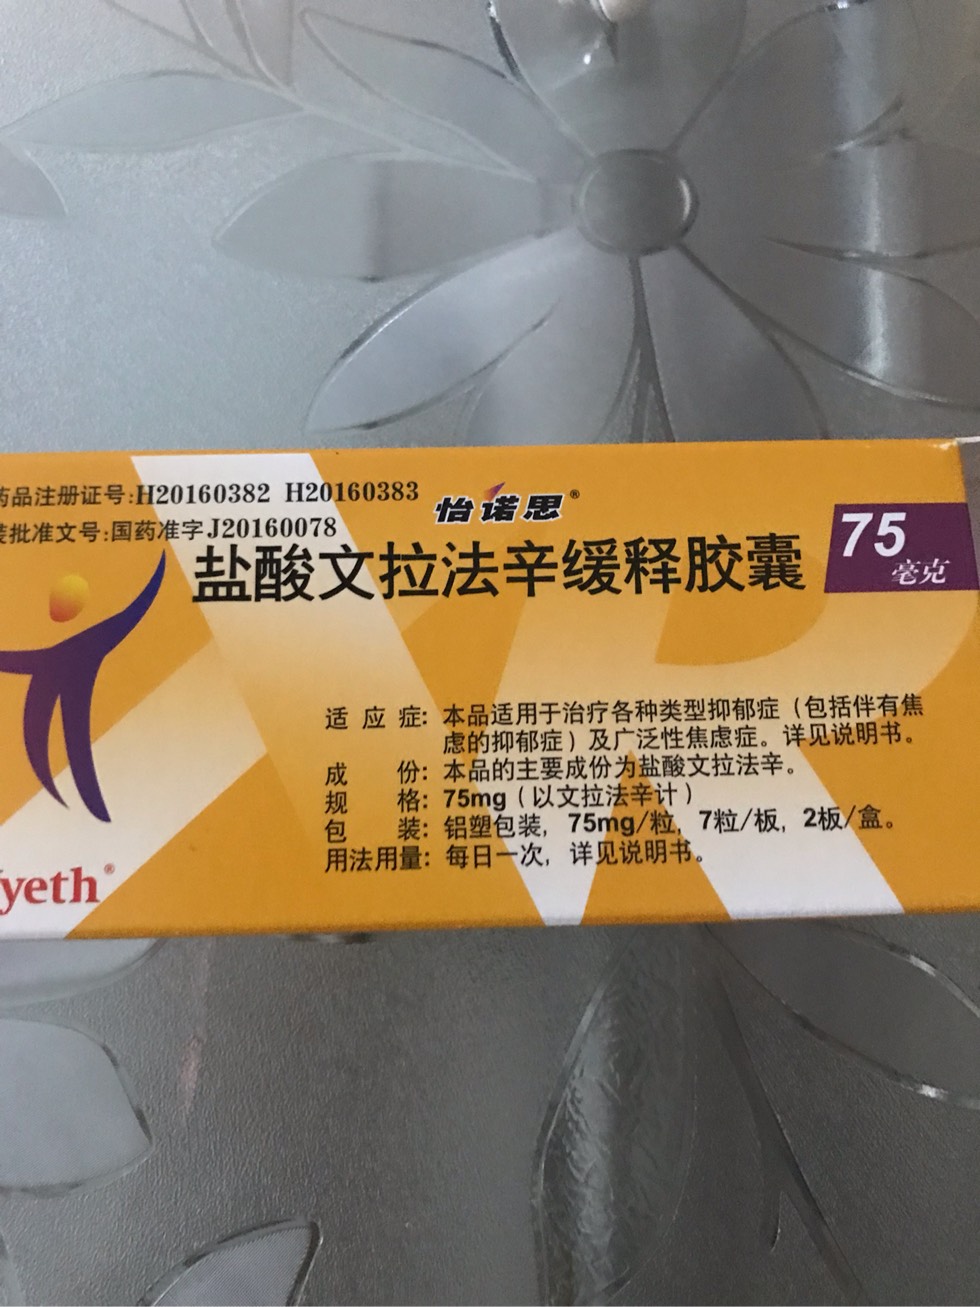 药品注册证号:H20160382 H20160383
批准文号:国药准字J20160078
怡诺思®
盐酸文拉法辛缓释胶囊
75
毫克
适应症: 本品适用于治疗各种类型抑郁症（包括伴有焦
虑的抑郁症）及广泛性焦虑症。详见说明书。
成份: 本品的主要成份为盐酸文拉法辛。
规格: 75mg（以文拉法辛计）
包装: 铝塑包装, 75mg/粒, 7粒/板, 2板/盒。
用法用量: 每日一次, 详见说明书。
yeth®
XR